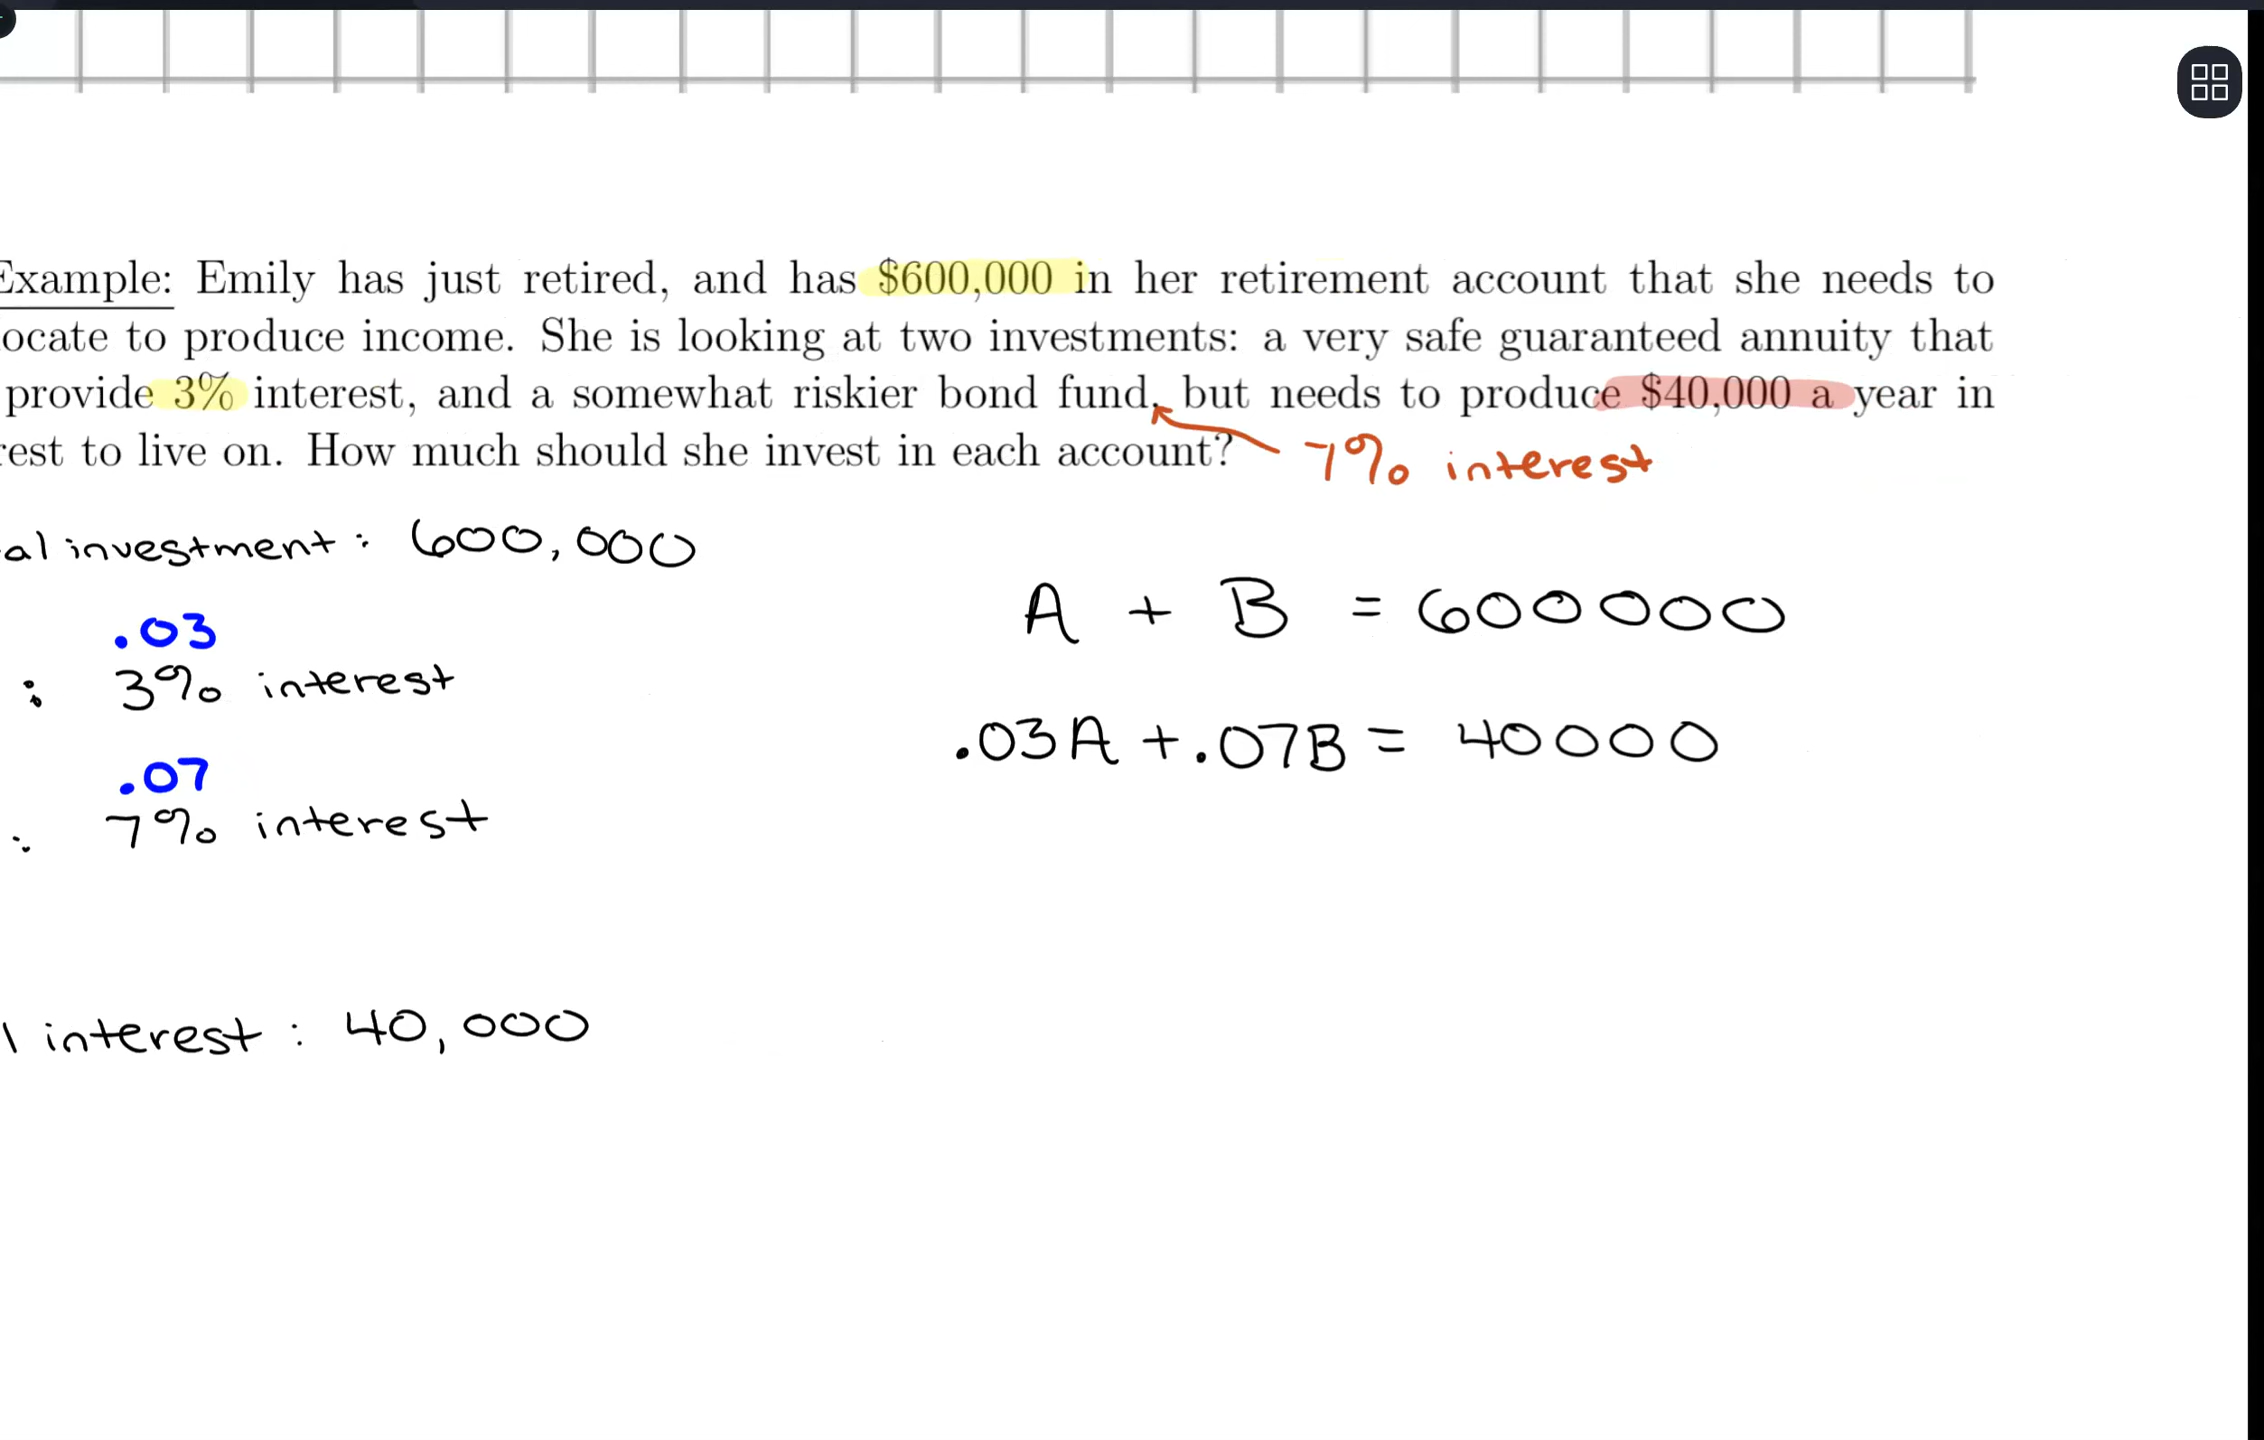 Example: Emily has just retired, and has $600,000 in her retirement account that she needs to
ocate to produce income. She is looking at two investments: a very safe guaranteed annuity that
provide 3% interest, and a somewhat riskier bond fund, but needs to produce $40,000 a year in
rest to live on. How much should she invest in each account?
7% interest
al investment: 600,000
A + B = 600000
.03
: 3% interest
.03A + .07B = 40000
.07
: 7% interest
l interest: 40,000